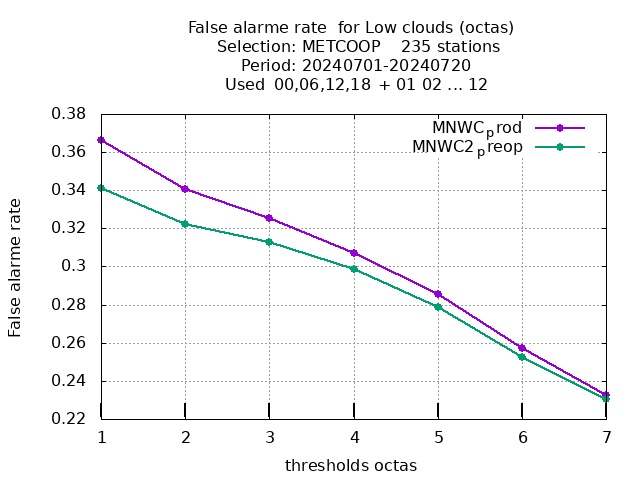 False alarme rate  for Low clouds (octas)
Selection: METCOOP    235 stations
Period: 20240701-20240720
Used  00,06,12,18 + 01 02 ... 12
MNWCprod
MNWC2preop
0.38
0.36
0.34
0.32
0.3
0.28
0.26
0.24
0.22
False alarme rate
1 2 3 4 5 6 7
thresholds octas